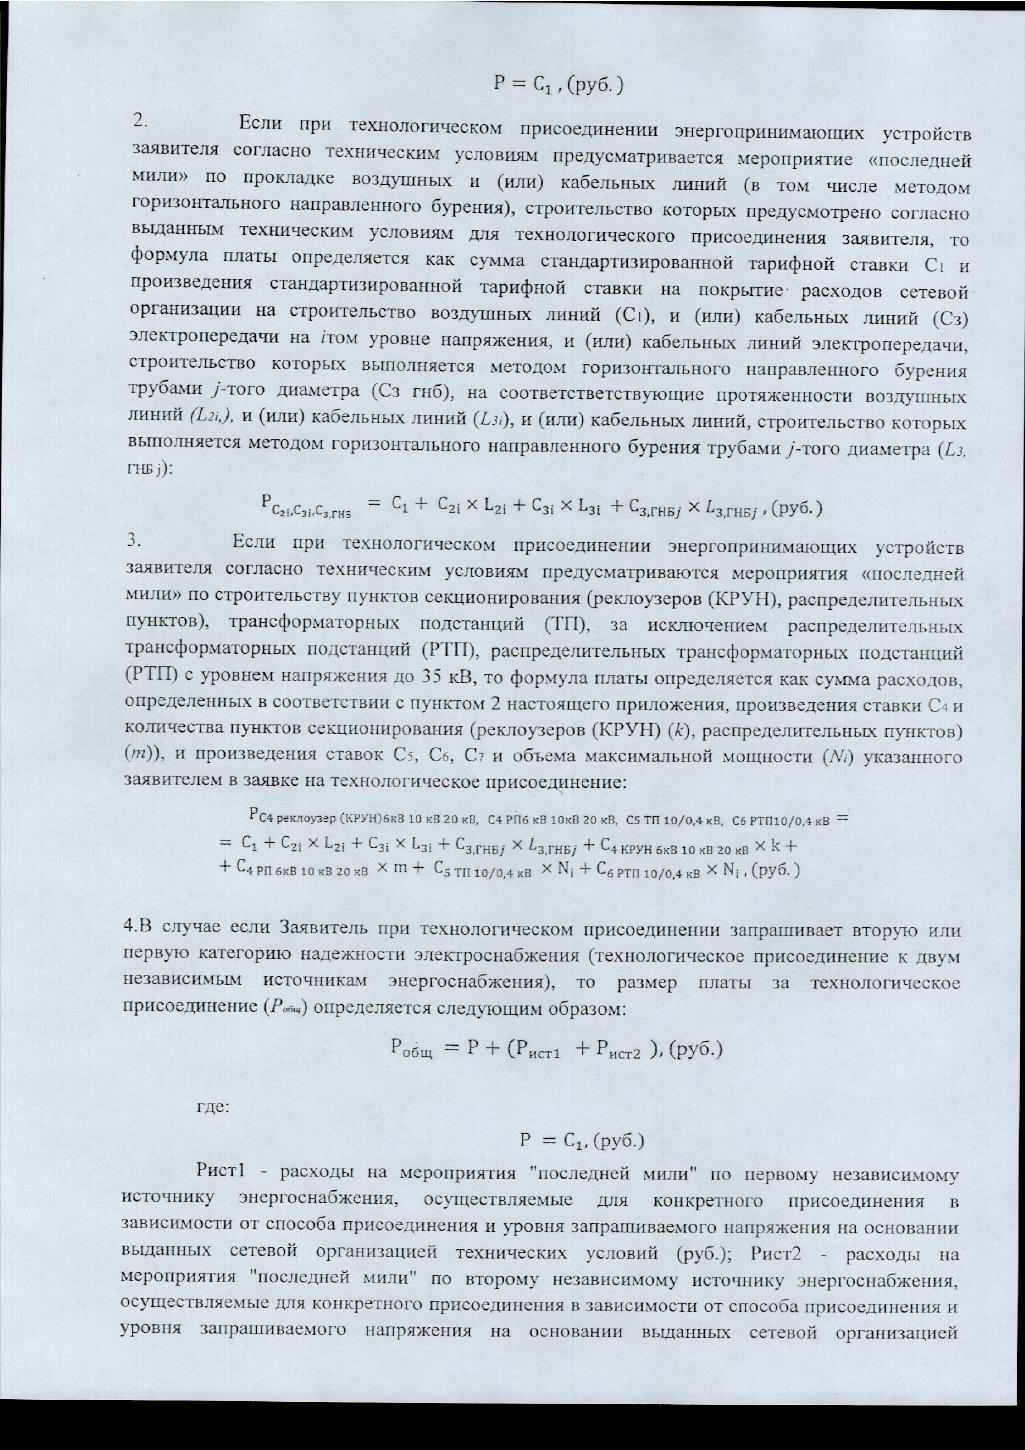 P = C₁ , (руб.)
2. Если при технологическом присоединении энергопринимающих устройств
заявителя согласно техническим условиям предусматривается мероприятие «последней
мили» по прокладке воздушных и (или) кабельных линий (в том числе методом
горизонтального направленного бурения), строительство которых предусмотрено согласно
выданным техническим условиям для технологического присоединения заявителя, то
формула платы определяется как сумма стандартизированной тарифной ставки С1 и
произведения стандартизированной тарифной ставки на покрытие расходов сетевой
организации на строительство воздушных линий (С1), и (или) кабельных линий (С3)
электропередачи на iтом уровне напряжения, и (или) кабельных линий электропередачи,
строительство которых выполняется методом горизонтального направленного бурения
трубами j-того диаметра (С3 гнб), на соответстветствующие протяженности воздушных
линий (L2i,), и (или) кабельных линий (L3i), и (или) кабельных линий, строительство которых
выполняется методом горизонтального направленного бурения трубами j-того диаметра (L3.
ГНБ j):
P C2i,C3i,C3,ГНБ = C₁ + C2i × L2i + C3i × L3i + C3,ГНБj × L3,ГНБj , (руб.)
3. Если при технологическом присоединении энергопринимающих устройств
заявителя согласно техническим условиям предусматриваются мероприятия «последней
мили» по строительству пунктов секционирования (реклоузеров (КРУН), распределительных
пунктов), трансформаторных подстанций (ТП), за исключением распределительных
трансформаторных подстанций (РТП), распределительных трансформаторных подстанций
(РТП) с уровнем напряжения до 35 кВ, то формула платы определяется как сумма расходов,
определенных в соответствии с пунктом 2 настоящего приложения, произведения ставки С4 и
количества пунктов секционирования (реклоузеров (КРУН) (k), распределительных пунктов)
(m)), и произведения ставок С5, С6, С7 и объема максимальной мощности (Ni) указанного
заявителем в заявке на технологическое присоединение:
P C4 реклоузер (КРУН)6кВ 10 кВ 20 кВ, C4 РП6 кВ 10кВ 20 кВ, C5 ТП 10/0,4 кВ, C6 РТП10/0,4 кВ =
= C₁ + C2i × L2i + C3i × L3i + C3,ГНБj × L3,ГНБj + C4 КРУН 6кВ 10 кВ 20 кВ × k +
+ C4 РП 6кВ 10 кВ 20 кВ × m + C5 ТП 10/0,4 кВ × Ni + C6 РТП 10/0,4 кВ × Ni , (руб.)
4.В случае если Заявитель при технологическом присоединении запрашивает вторую или
первую категорию надежности электроснабжения (технологическое присоединение к двум
независимым источникам энергоснабжения), то размер платы за технологическое
присоединение (Pобщ) определяется следующим образом:
Pобщ = P + (Pист1 + Pист2 ), (руб.)
где:
P = C₁, (руб.)
Рист1 - расходы на мероприятия "последней мили" по первому независимому
источнику энергоснабжения, осуществляемые для конкретного присоединения в
зависимости от способа присоединения и уровня запрашиваемого напряжения на основании
выданных сетевой организацией технических условий (руб.); Рист2 - расходы на
мероприятия "последней мили" по второму независимому источнику энергоснабжения,
осуществляемые для конкретного присоединения в зависимости от способа присоединения и
уровня запрашиваемого напряжения на основании выданных сетевой организацией